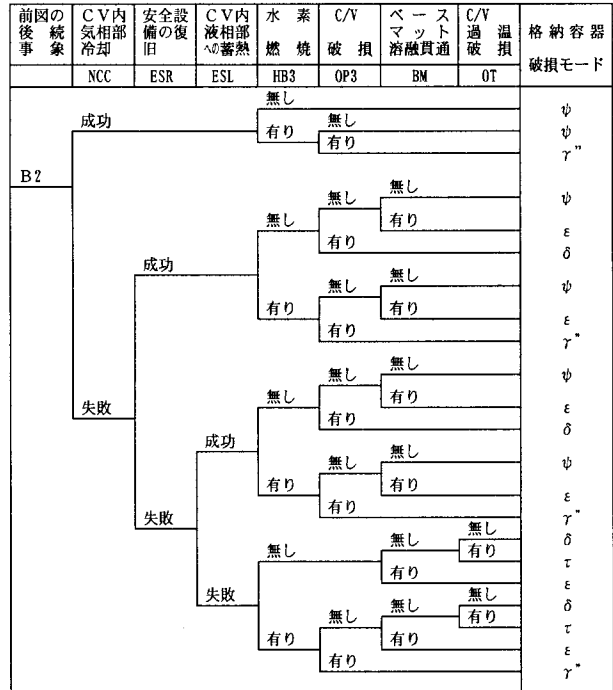 前図の後続事象
CV内気相部冷却
安全設備の復旧
CV内液相部への蓄熱
水素燃焼
C/V破損
ベースマット溶融貫通
C/V過温破損
格納容器破損モード
NCC
ESR
ESL
HB3
OP3
BM
OT
無し
ψ
成功
無し
有り
ψ
有り
γ"
B2
無し
無し
ψ
無し
有り
ε
有り
δ
成功
無し
無し
ψ
有り
有り
ε
有り
γ"
無し
無し
ψ
失敗
無し
有り
ε
有り
δ
成功
無し
無し
ψ
有り
有り
ε
有り
γ"
失敗
無し
δ
無し
無し
有り
τ
有り
ε
失敗
無し
δ
無し
無し
有り
τ
有り
有り
ε
有り
γ"